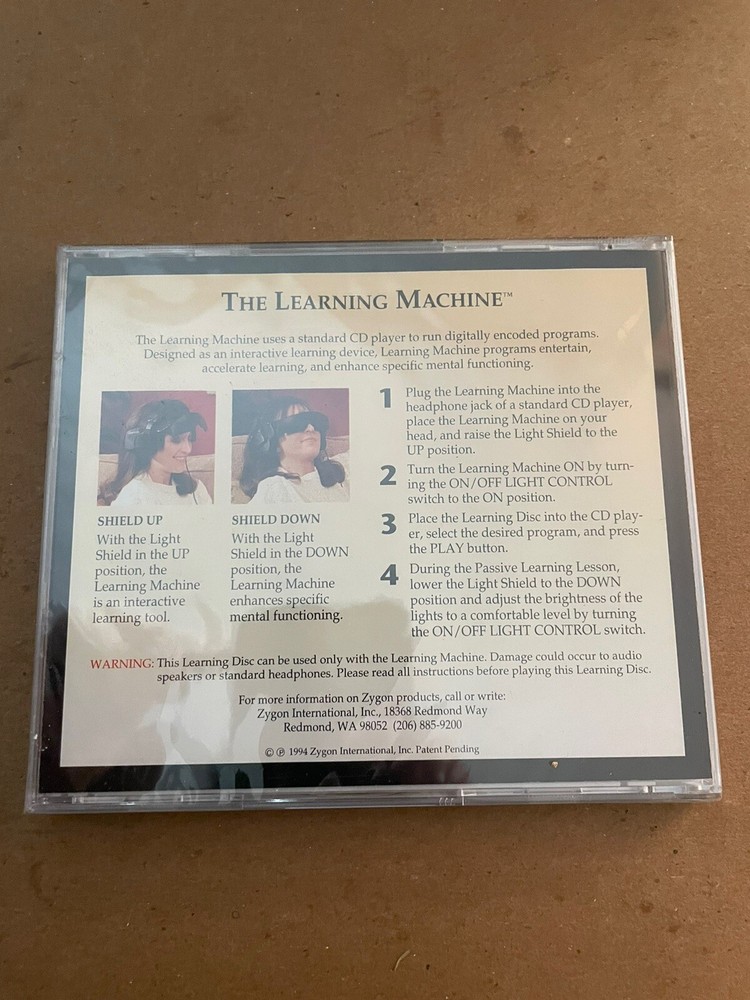 THE LEARNING MACHINE™
The Learning Machine uses a standard CD player to run digitally encoded programs.
Designed as an interactive learning device, Learning Machine programs entertain,
accelerate learning, and enhance specific mental functioning.
SHIELD UP
With the Light
Shield in the UP
position, the
Learning Machine
is an interactive
learning tool.
SHIELD DOWN
With the Light
Shield in the DOWN
position, the
Learning Machine
enhances specific
mental functioning.
1 Plug the Learning Machine into the
headphone jack of a standard CD player,
place the Learning Machine on your
head, and raise the Light Shield to the
UP position.
2 Turn the Learning Machine ON by turn-
ing the ON/OFF LIGHT CONTROL
switch to the ON position.
3 Place the Learning Disc into the CD play-
er, select the desired program, and press
the PLAY button.
4 During the Passive Learning Lesson,
lower the Light Shield to the DOWN
position and adjust the brightness of the
lights to a comfortable level by turning
the ON/OFF LIGHT CONTROL switch.
WARNING: This Learning Disc can be used only with the Learning Machine. Damage could occur to audio
speakers or standard headphones. Please read all instructions before playing this Learning Disc.
For more information on Zygon products, call or write:
Zygon International, Inc., 18368 Redmond Way
Redmond, WA 98052 (206) 885-9200
© ℗ 1994 Zygon International, Inc. Patent Pending